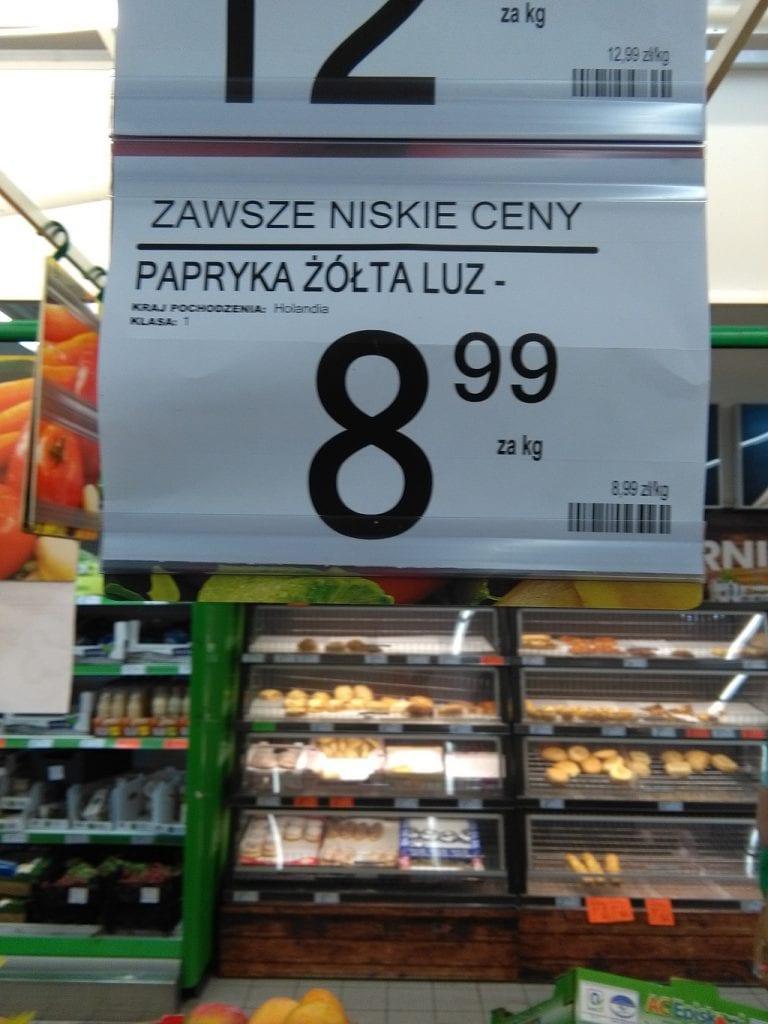 12
za kg
12,99 zł/kg
ZAWSZE NISKIE CENY
PAPRYKA ŻÓŁTA LUZ -
KRAJ POCHODZENIA: Holandia
KLASA: 1
8 99
za kg
8,99 zł/kg
RNI